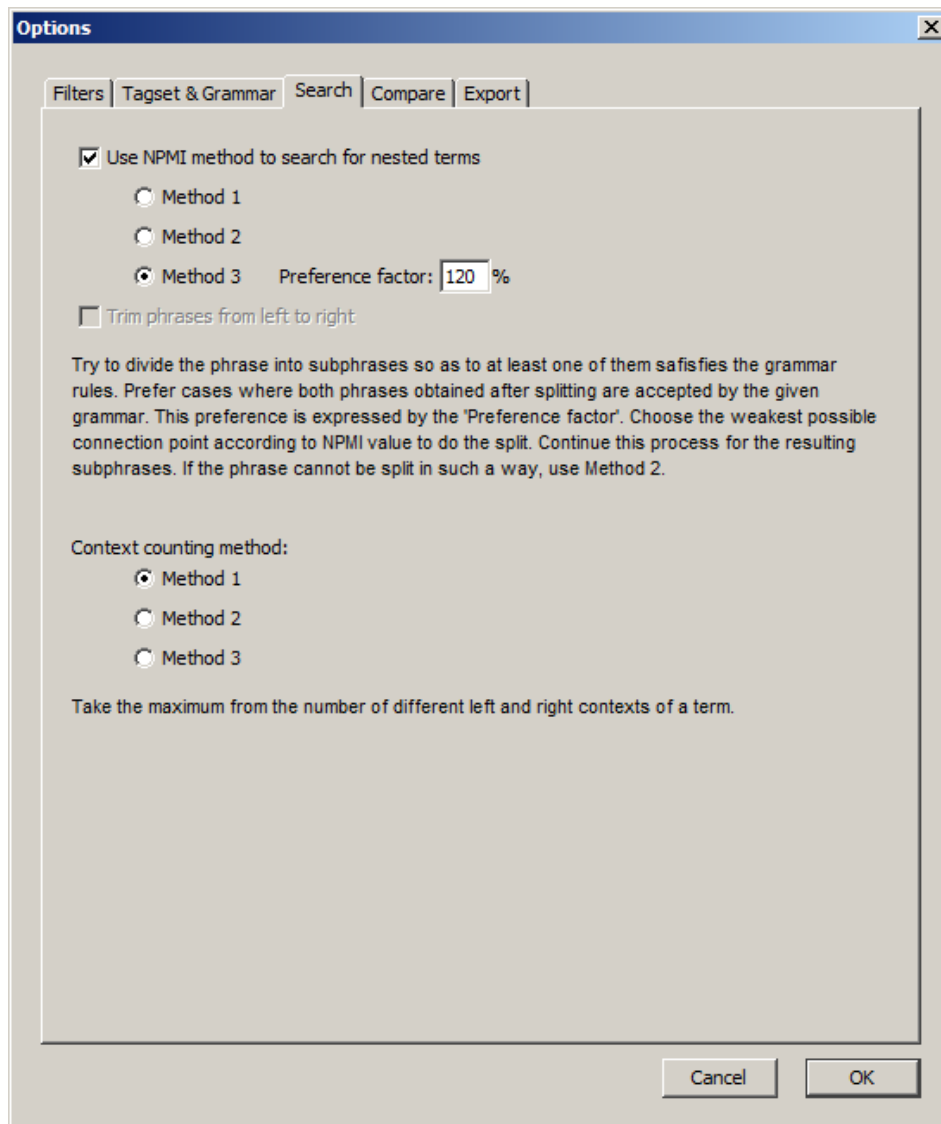 Options
Filters Tagset & Grammar Search Compare Export
Use NPMI method to search for nested terms
Method 1
Method 2
Method 3 Preference factor: 120 %
Trim phrases from left to right
Try to divide the phrase into subphrases so as to at least one of them safisfies the grammar
rules. Prefer cases where both phrases obtained after splitting are accepted by the given
grammar. This preference is expressed by the 'Preference factor'. Choose the weakest possible
connection point according to NPMI value to do the split. Continue this process for the resulting
subphrases. If the phrase cannot be split in such a way, use Method 2.
Context counting method:
Method 1
Method 2
Method 3
Take the maximum from the number of different left and right contexts of a term.
Cancel OK